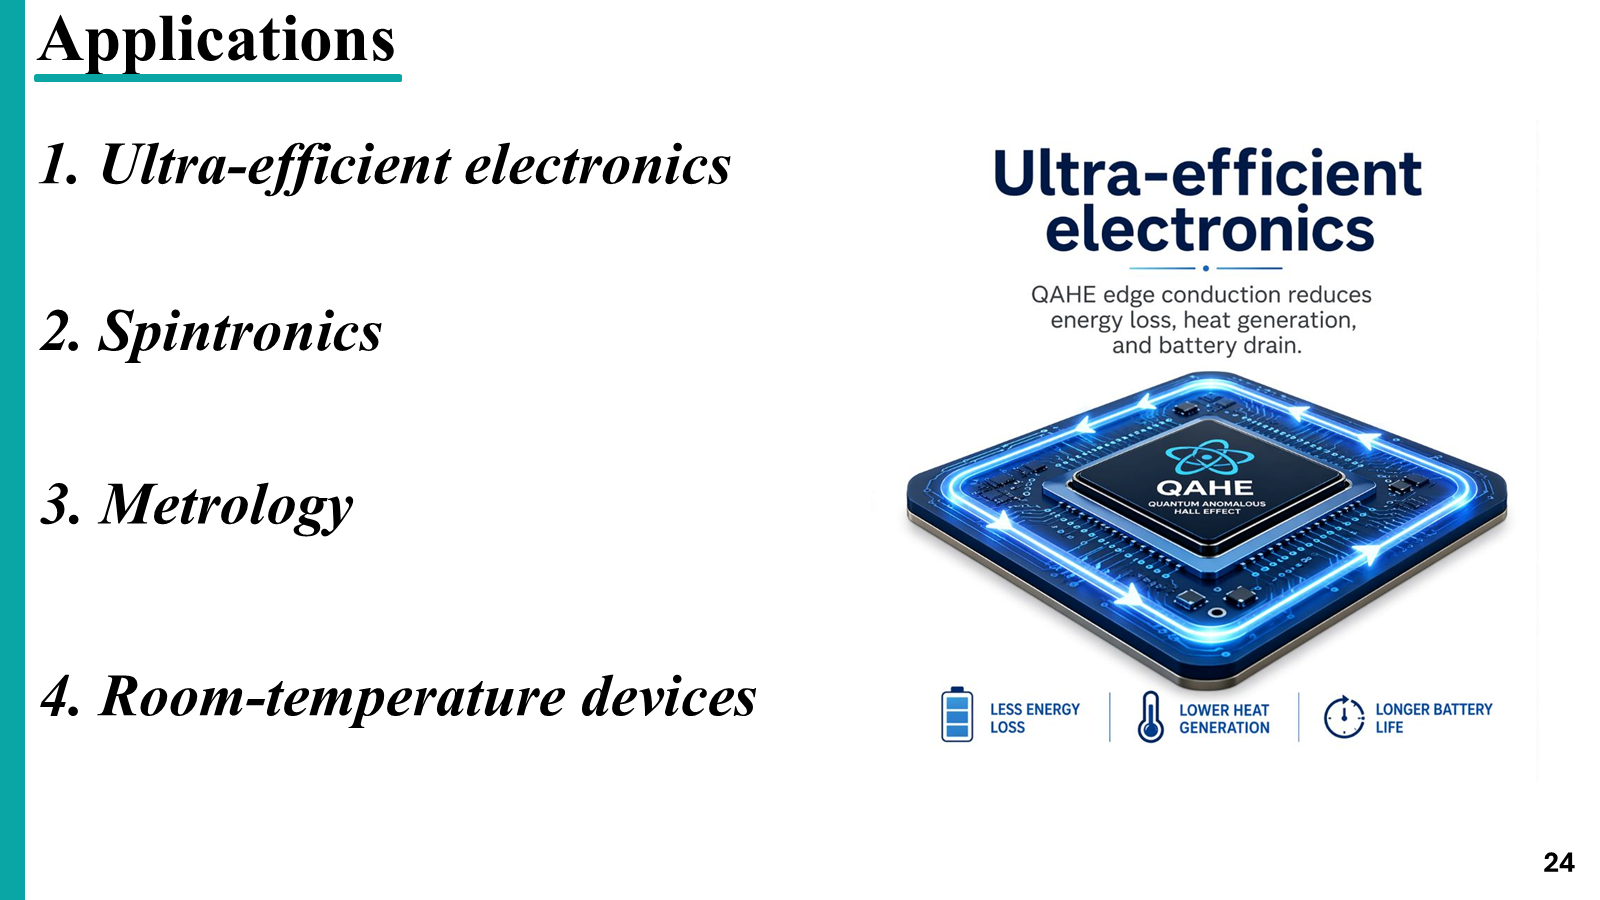 Applications
1. Ultra-efficient electronics
2. Spintronics
3. Metrology
4. Room-temperature devices
Ultra-efficient
electronics
QAHE edge conduction reduces
energy loss, heat generation,
and battery drain.
QAHE
QUANTUM ANOMALOUS
HALL EFFECT
LESS ENERGY
LOSS
LOWER HEAT
GENERATION
LONGER BATTERY
LIFE
24